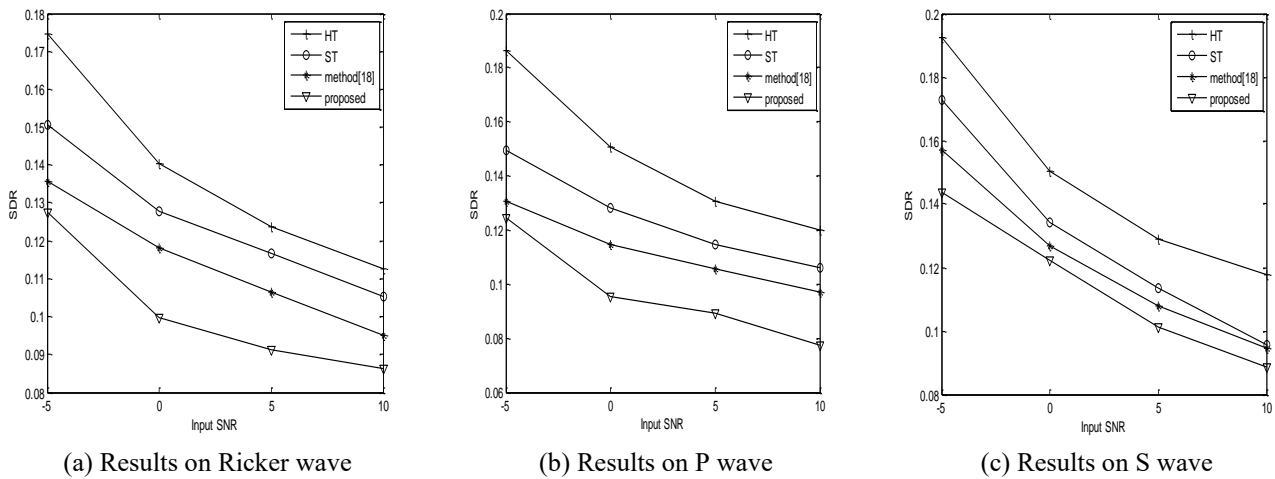 0.18
0.17
0.16
0.15
0.14
0.13
0.12
0.11
0.1
0.09
0.08
SDR
-5
0
5
10
Input SNR
HT
ST
method[18]
proposed
(a) Results on Ricker wave
0.2
0.18
0.16
0.14
0.12
0.1
0.08
0.06
SDR
-5
0
5
10
Input SNR
HT
ST
method[18]
proposed
(b) Results on P wave
0.2
0.18
0.16
0.14
0.12
0.1
0.08
SDR
-5
0
5
10
Input SNR
HT
ST
method[18]
proposed
(c) Results on S wave